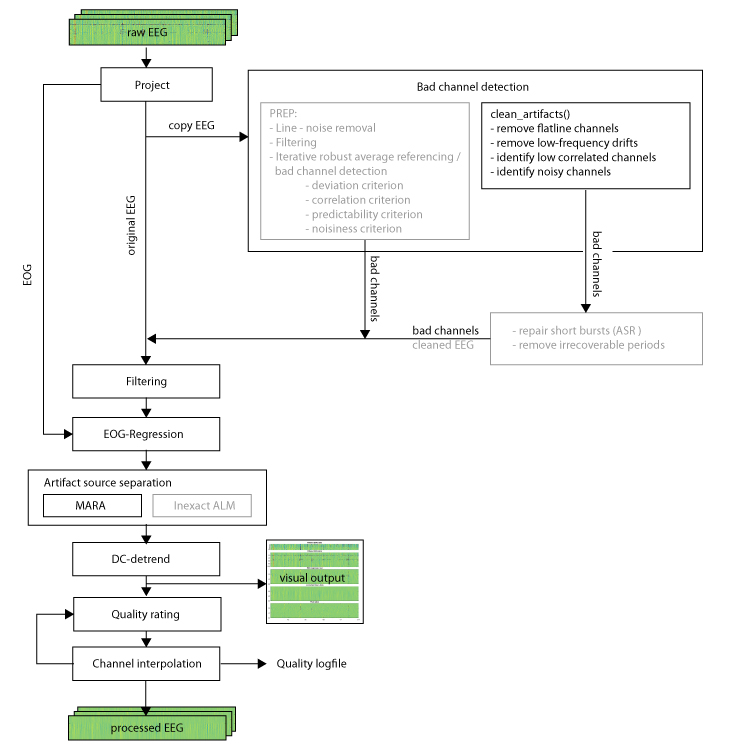 raw EEG
Project
Bad channel detection
copy EEG
PREP:
- Line - noise removal
- Filtering
- Iterative robust average referencing /
bad channel detection
- deviation criterion
- correlation criterion
- predictability criterion
- noisiness criterion
clean_artifacts()
- remove flatline channels
- remove low-frequency drifts
- identify low correlated channels
- identify noisy channels
original EEG
EOG
bad channels
bad channels
bad channels
cleaned EEG
- repair short bursts (ASR )
- remove irrecoverable periods
Filtering
EOG-Regression
Artifact source separation
MARA
Inexact ALM
DC-detrend
visual output
Quality rating
Channel interpolation
Quality logfile
processed EEG